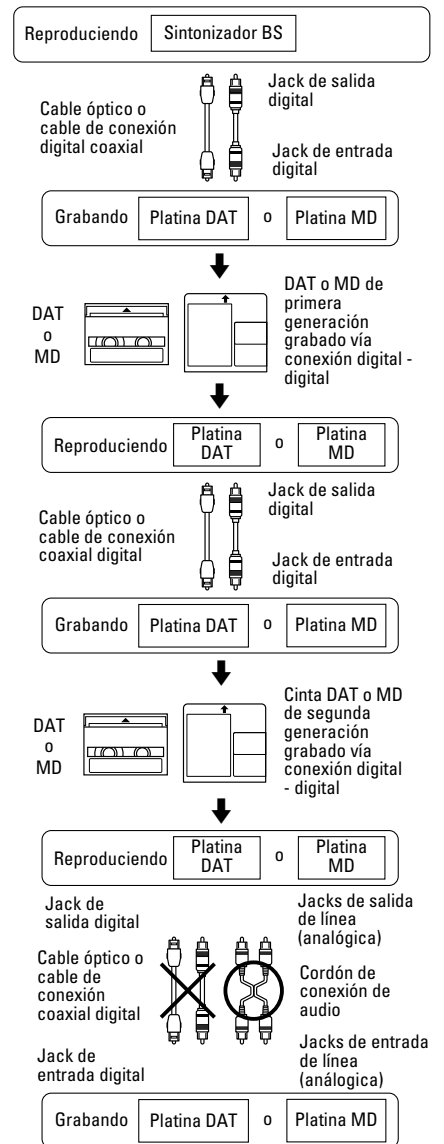 Reproduciendo Sintonizador BS
Jack de salida
digital
Cable óptico o
cable de conexión
digital coaxial
Jack de entrada
digital
Grabando Platina DAT o Platina MD
DAT o MD de
primera
generación
grabado vía
conexión digital -
digital
DAT
o
MD
Reproduciendo Platina
DAT o Platina
MD
Jack de salida
digital
Cable óptico o
cable de conexión
coaxial digital
Jack de entrada
digital
Grabando Platina DAT o Platina MD
Cinta DAT o MD
de segunda
generación
grabado vía
conexión digital
- digital
DAT
o
MD
Reproduciendo Platina
DAT o Platina
MD
Jack de
salida digital
Jacks de salida
de línea
(analógica)
Cable óptico o
cable de
conexión
coaxial digital
Cordón de
conexión de
audio
Jack de
entrada digital
Jacks de entrada
de línea
(análogica)
Grabando Platina DAT o Platina MD